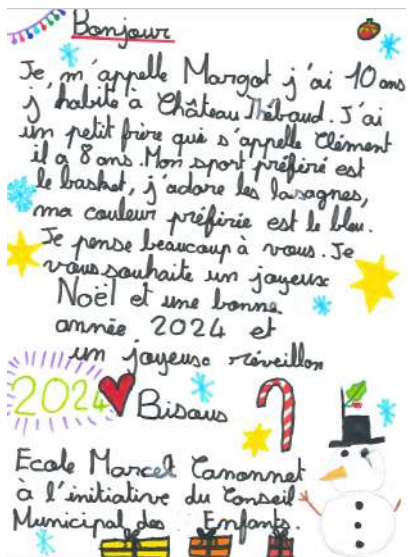 Bonjour
Je m'appelle Margot j'ai 10 ans
j'habite à Château Thébaud. J'ai
un petit frère qui s'appelle Clément
il a 8 ans. Mon sport préféré est
le basket, j'adore les lasagnes,
ma couleur préférée est le bleu.
Je pense beaucoup à vous. Je
vous souhaite un joyeux
Noël et une bonne
année 2024 et
un joyeuse réveillon
2024 Bisous
Ecole Marcel Canonnet
à l'initiative du Conseil
Municipal des Enfants.